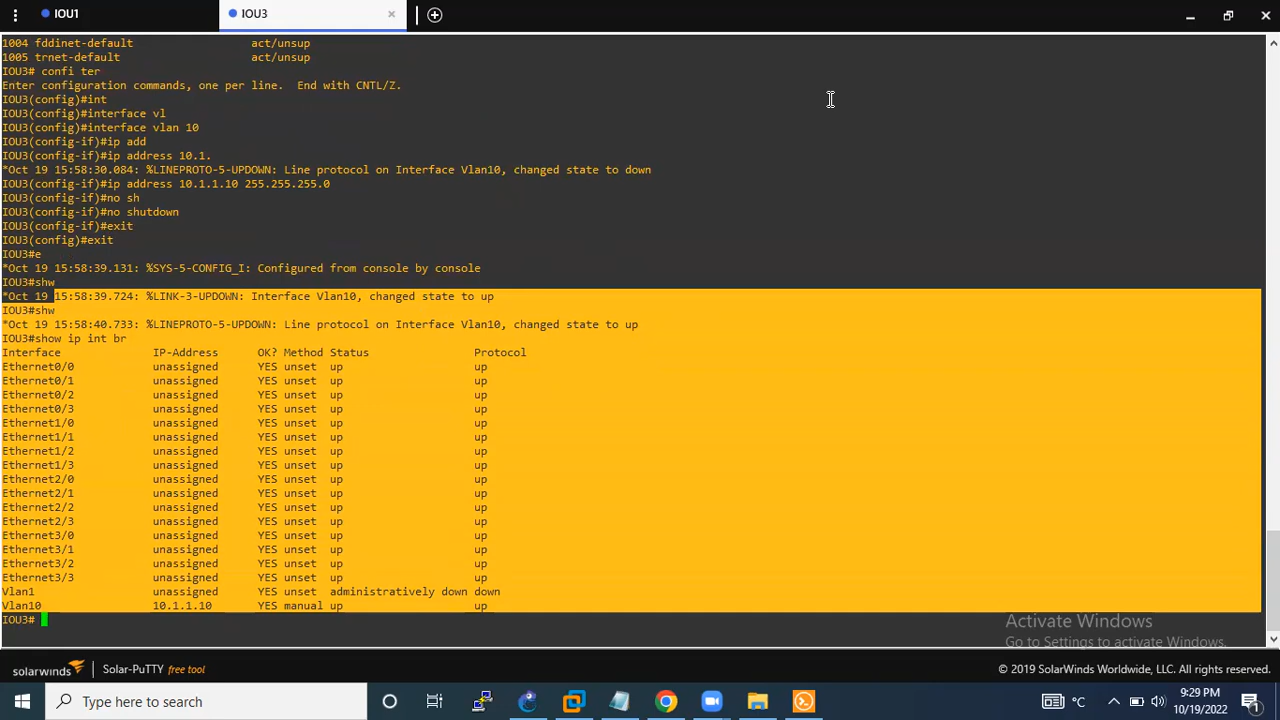 IOU1
IOU3
1004 fddinet-default act/unsup
1005 trnet-default act/unsup
IOU3# confi ter
Enter configuration commands, one per line. End with CNTL/Z.
IOU3(config)#int
IOU3(config)#interface vl
IOU3(config)#interface vlan 10
IOU3(config-if)#ip add
IOU3(config-if)#ip address 10.1.
*Oct 19 15:58:30.084: %LINEPROTO-5-UPDOWN: Line protocol on Interface Vlan10, changed state to down
IOU3(config-if)#ip address 10.1.1.10 255.255.255.0
IOU3(config-if)#no sh
IOU3(config-if)#no shutdown
IOU3(config-if)#exit
IOU3(config)#exit
IOU3#e
*Oct 19 15:58:39.131: %SYS-5-CONFIG_I: Configured from console by console
IOU3#shw
*Oct 19 15:58:39.724: %LINK-3-UPDOWN: Interface Vlan10, changed state to up
IOU3#shw
*Oct 19 15:58:40.733: %LINEPROTO-5-UPDOWN: Line protocol on Interface Vlan10, changed state to up
IOU3#show ip int br
Interface IP-Address OK? Method Status Protocol
Ethernet0/0 unassigned YES unset up up
Ethernet0/1 unassigned YES unset up up
Ethernet0/2 unassigned YES unset up up
Ethernet0/3 unassigned YES unset up up
Ethernet1/0 unassigned YES unset up up
Ethernet1/1 unassigned YES unset up up
Ethernet1/2 unassigned YES unset up up
Ethernet1/3 unassigned YES unset up up
Ethernet2/0 unassigned YES unset up up
Ethernet2/1 unassigned YES unset up up
Ethernet2/2 unassigned YES unset up up
Ethernet2/3 unassigned YES unset up up
Ethernet3/0 unassigned YES unset up up
Ethernet3/1 unassigned YES unset up up
Ethernet3/2 unassigned YES unset up up
Ethernet3/3 unassigned YES unset up up
Vlan1 unassigned YES unset administratively down down
Vlan10 10.1.1.10 YES manual up up
IOU3#
Activate Windows
Go to Settings to activate Windows.
solarwinds Solar-PuTTY free tool
© 2019 SolarWinds Worldwide, LLC. All rights reserved.
Type here to search
°C
9:29 PM
10/19/2022
1